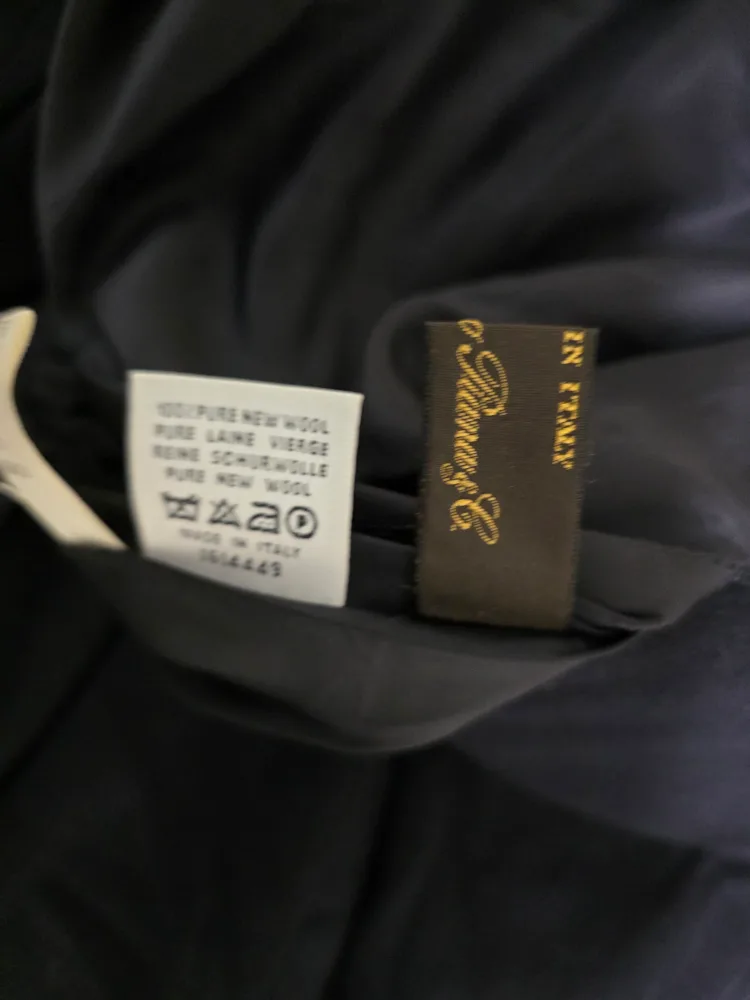 100% PURE NEW WOOL
PURE LAINE VIERGE
REINE SCHURWOLLE
PURE NEW WOOL
P
MADE IN ITALY
IN ITALY
& C.